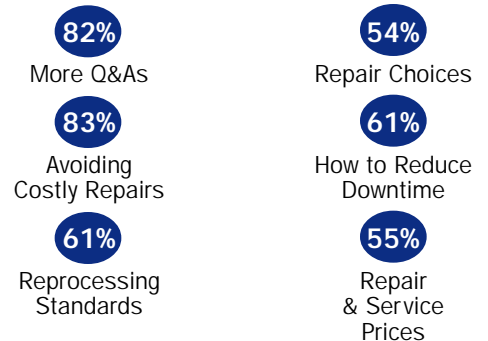 82%
More Q&As
54%
Repair Choices
83%
Avoiding
Costly Repairs
61%
How to Reduce
Downtime
61%
Reprocessing
Standards
55%
Repair
& Service
Prices